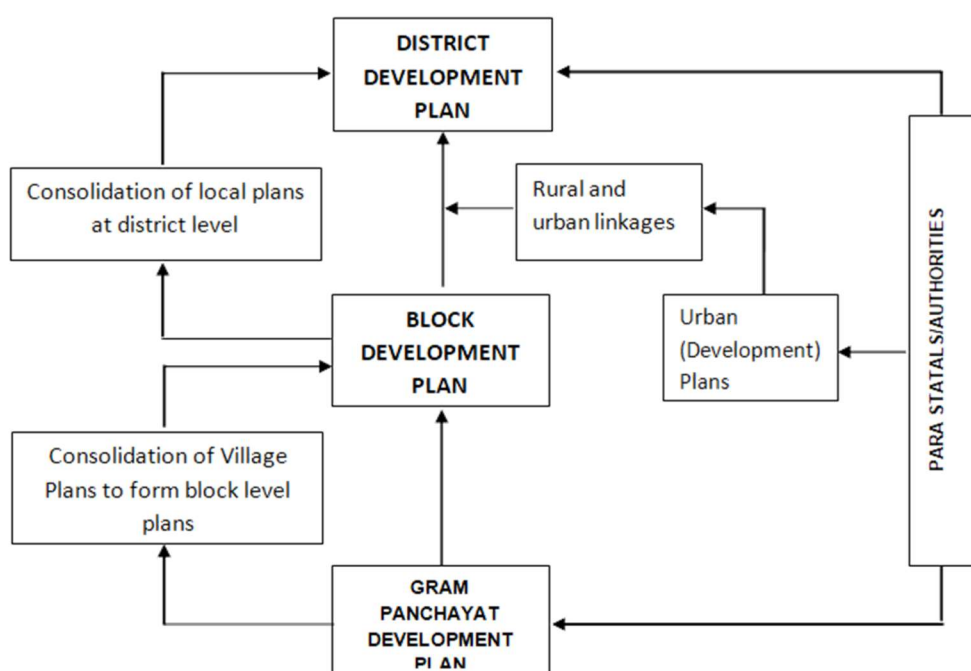 DISTRICT
DEVELOPMENT
PLAN
Consolidation of local plans
at district level
Rural and
urban linkages
BLOCK
DEVELOPMENT
PLAN
Urban
(Development)
Plans
PARA STATALS/AUTHORITIES
Consolidation of Village
Plans to form block level
plans
GRAM
PANCHAYAT
DEVELOPMENT
PLAN